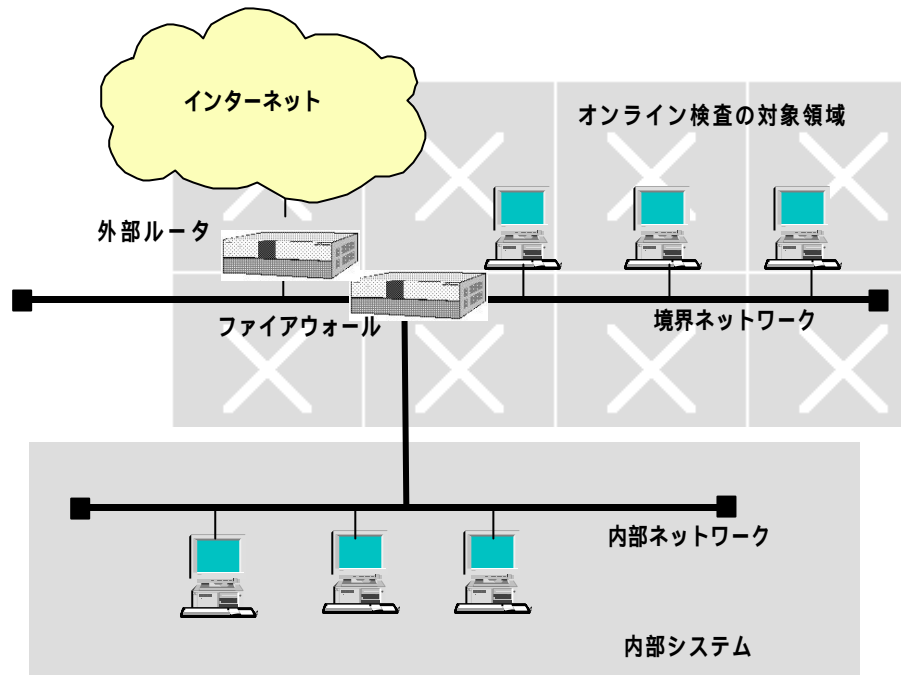 インターネット
オンライン検査の対象領域
外部ルータ
ファイアウォール
境界ネットワーク
内部ネットワーク
内部システム